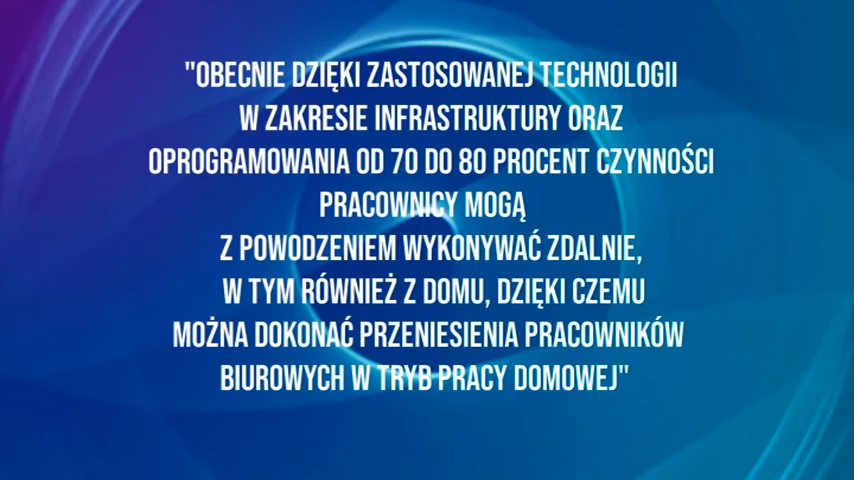 "OBECNIE DZIĘKI ZASTOSOWANEJ TECHNOLOGII
W ZAKRESIE INFRASTRUKTURY ORAZ
OPROGRAMOWANIA OD 70 DO 80 PROCENT CZYNNOŚCI
PRACOWNICY MOGĄ
Z POWODZENIEM WYKONYWAĆ ZDALNIE,
W TYM RÓWNIEŻ Z DOMU, DZIĘKI CZEMU
MOŻNA DOKONAĆ PRZENIESIENIA PRACOWNIKÓW
BIUROWYCH W TRYB PRACY DOMOWEJ"